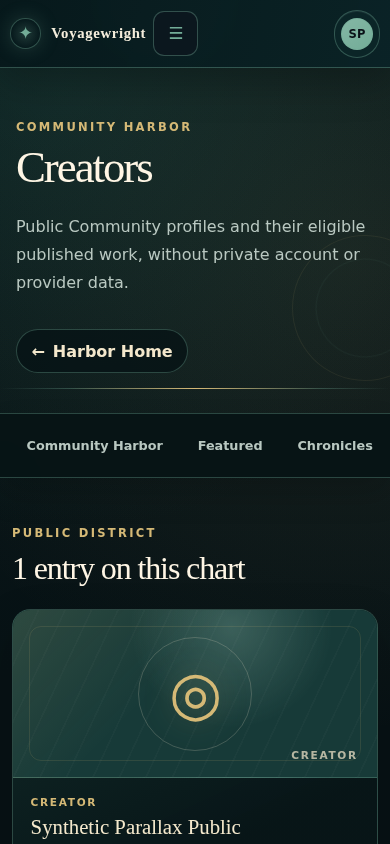 Voyagewright
SP
COMMUNITY HARBOR
Creators
Public Community profiles and their eligible
published work, without private account or
provider data.
← Harbor Home
Community Harbor Featured Chronicles
PUBLIC DISTRICT
1 entry on this chart
CREATOR
CREATOR
Synthetic Parallax Public